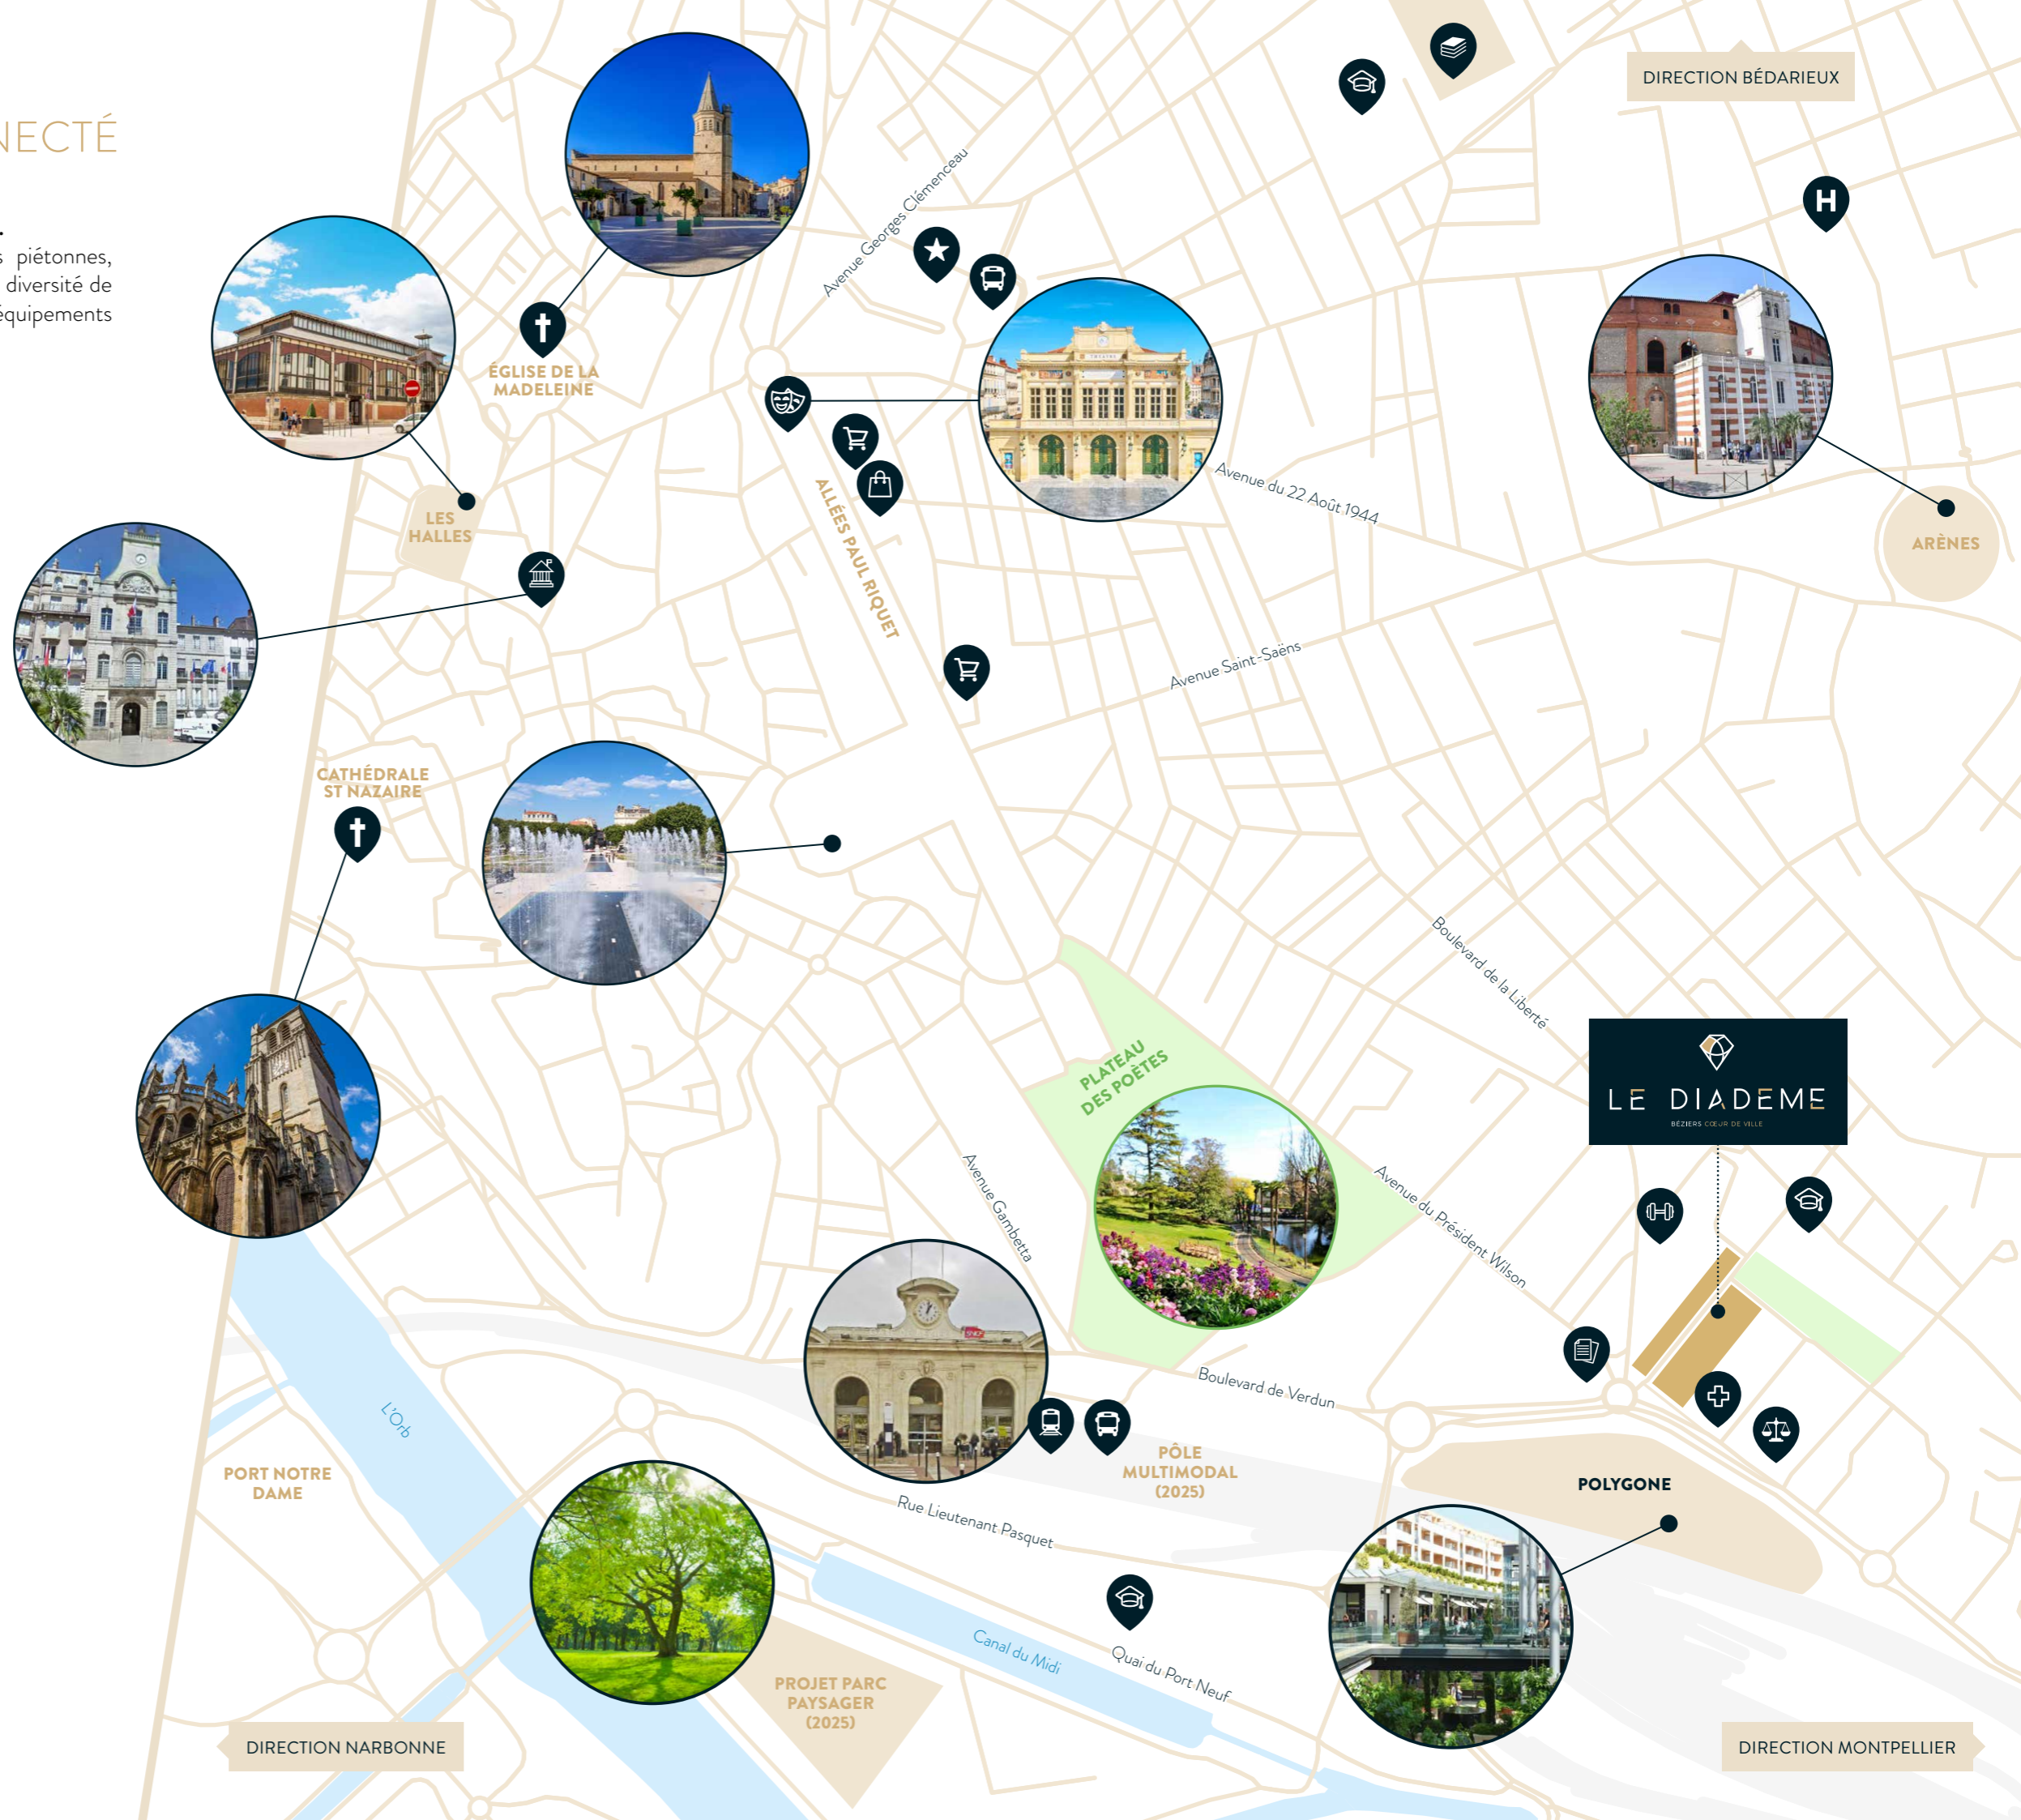 NECTÉ
.
s piétonnes,
diversité de
équipements
DIRECTION BÉDARIEUX
Avenue Georges Clémenceau
H
ÉGLISE DE LA
MADELEINE
THEATRE
Avenue du 22 Août 1944
ALLÉES PAUL RIQUET
LES
HALLES
ARÈNES
Avenue Saint-Saëns
CATHÉDRALE
ST NAZAIRE
Boulevard de la Liberté
LE DIADEME
BÉZIERS CŒUR DE VILLE
PLATEAU
DES POÈTES
Avenue Gambetta
Avenue du Président Wilson
SNCF
Boulevard de Verdun
L'Orb
PORT NOTRE
DAME
PÔLE
MULTIMODAL
(2025)
POLYGONE
Rue Lieutenant Pasquet
Canal du Midi
Quai du Port Neuf
PROJET PARC
PAYSAGER
(2025)
DIRECTION NARBONNE
DIRECTION MONTPELLIER